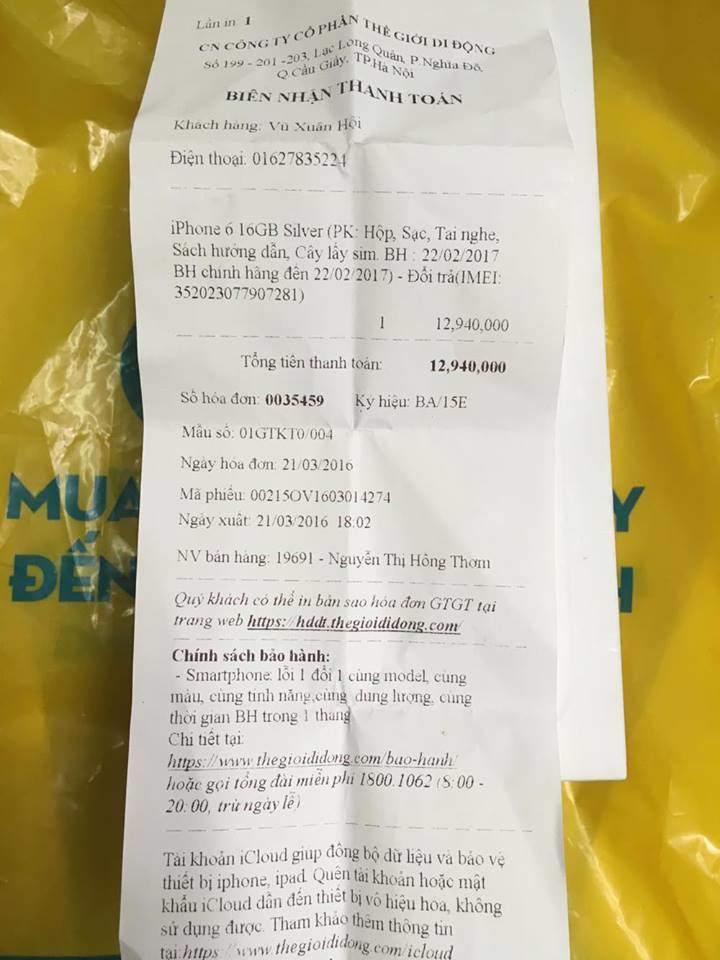 Lần in 1
CN CÔNG TY CỔ PHẦN THẾ GIỚI DI ĐỘNG
Số 199 - 201 -203, Lạc Long Quân, P.Nghĩa Đô,
Q.Cầu Giấy, TP.Hà Nội
BIÊN NHẬN THANH TOÁN
Khách hàng: Vũ Xuân Hội
Điện thoại: 01627835224
iPhone 6 16GB Silver (PK: Hộp, Sạc, Tai nghe,
Sách hướng dẫn, Cây lấy sim. BH : 22/02/2017
BH chính hãng đến 22/02/2017) - Đổi trả(IMEI:
352023077907281)
1 12,940,000
Tổng tiền thanh toán: 12,940,000
Số hóa đơn: 0035459 Ký hiệu: BA/15E
Mẫu số: 01GTKT0/004
Ngày hóa đơn: 21/03/2016
Mã phiếu: 00215OV1603014274
Ngày xuất: 21/03/2016 18:02
NV bán hàng: 19691 - Nguyễn Thị Hồng Thơm
Quý khách có thể in bản sao hóa đơn GTGT tại
trang web https://hddt.thegioididong.com/
Chính sách bảo hành:
- Smartphone: lỗi 1 đổi 1 cùng model, cùng
màu, cùng tính năng,cùng dung lượng, cùng
thời gian BH trong 1 tháng
Chi tiết tại:
https://www.thegioididong.com/bao-hanh/
hoặc gọi tổng đài miễn phí 1800.1062 (8:00 -
20:00, trừ ngày lễ)
Tài khoản iCloud giúp đồng bộ dữ liệu và bảo vệ
thiết bị iphone, ipad. Quên tài khoản hoặc mật
khẩu iCloud dẫn đến thiết bị vô hiệu hóa, không
sử dụng được. Tham khảo thêm thông tin
tại:https://www.thegioididong.com/icloud
MUA Y
ĐẾN H